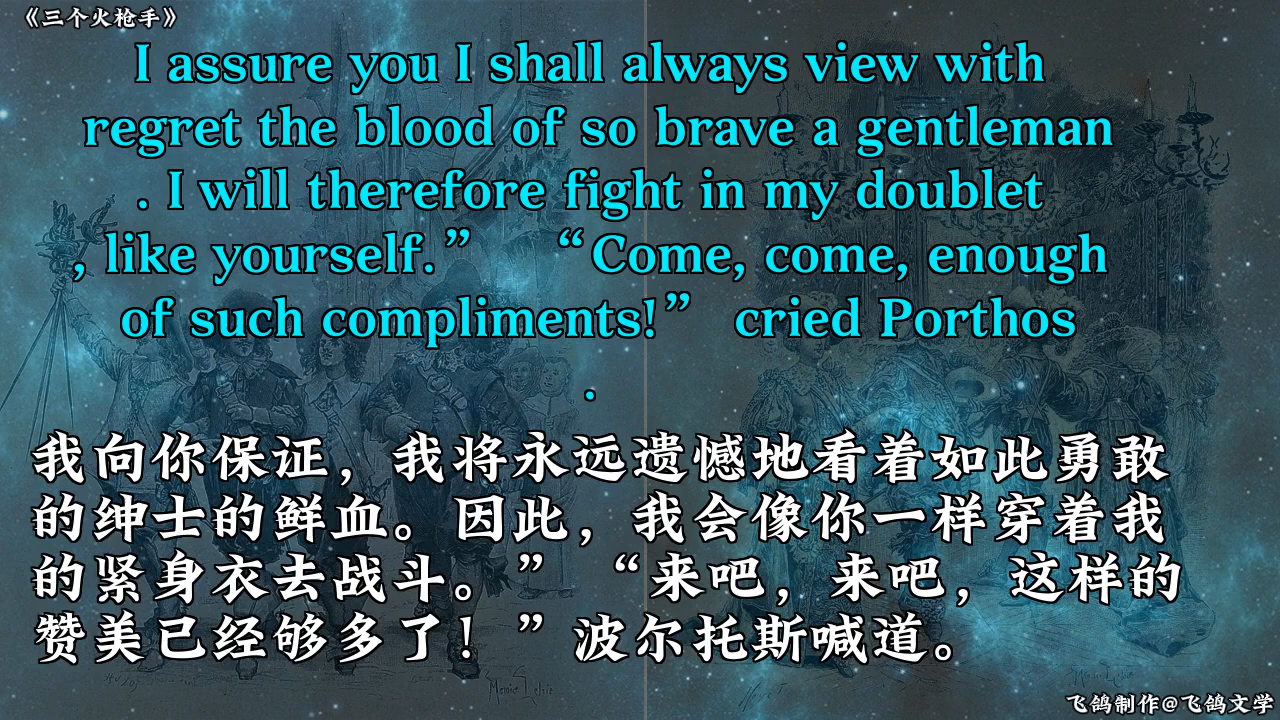 《三个火枪手》
I assure you I shall always view with
regret the blood of so brave a gentleman
. I will therefore fight in my doublet
, like yourself.” “Come, come, enough
of such compliments!” cried Porthos
.
我向你保证，我将永远遗憾地看着如此勇敢
的绅士的鲜血。因此，我会像你一样穿着我
的紧身衣去战斗。” “来吧，来吧，这样的
赞美已经够多了！”波尔托斯喊道。
飞鸽制作@飞鸽文学